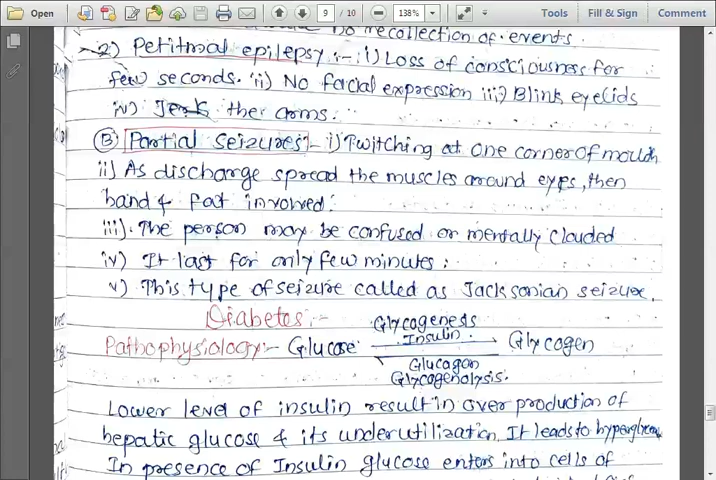 Open
9 / 10
138%
Tools
Fill & Sign
Comment
no recollection of events.
2) Petitmal epilepsy :- i) Loss of consciousness for
few seconds. ii) No facial expression iii) Blink eyelids
iv) Jerk ther arms.
B) Partial seizures - i) Twitching at one corner of mouth
ii) As discharge spread the muscles around eyes, then
hand & foot involved.
iii). The person may be confused or mentally clouded
iv) It last for only few minutes.
v) This type of seizure called as Jacksonian seizure.
Diabetes :-
Glycogenesis
Pathophysiology :- Glucose Insulin Glycogen
Glucagon
Glycogenolysis.
Lower level of insulin result in over production of
hepatic glucose & its underutilization. It leads to
In presence of Insulin glucose enters into cells of